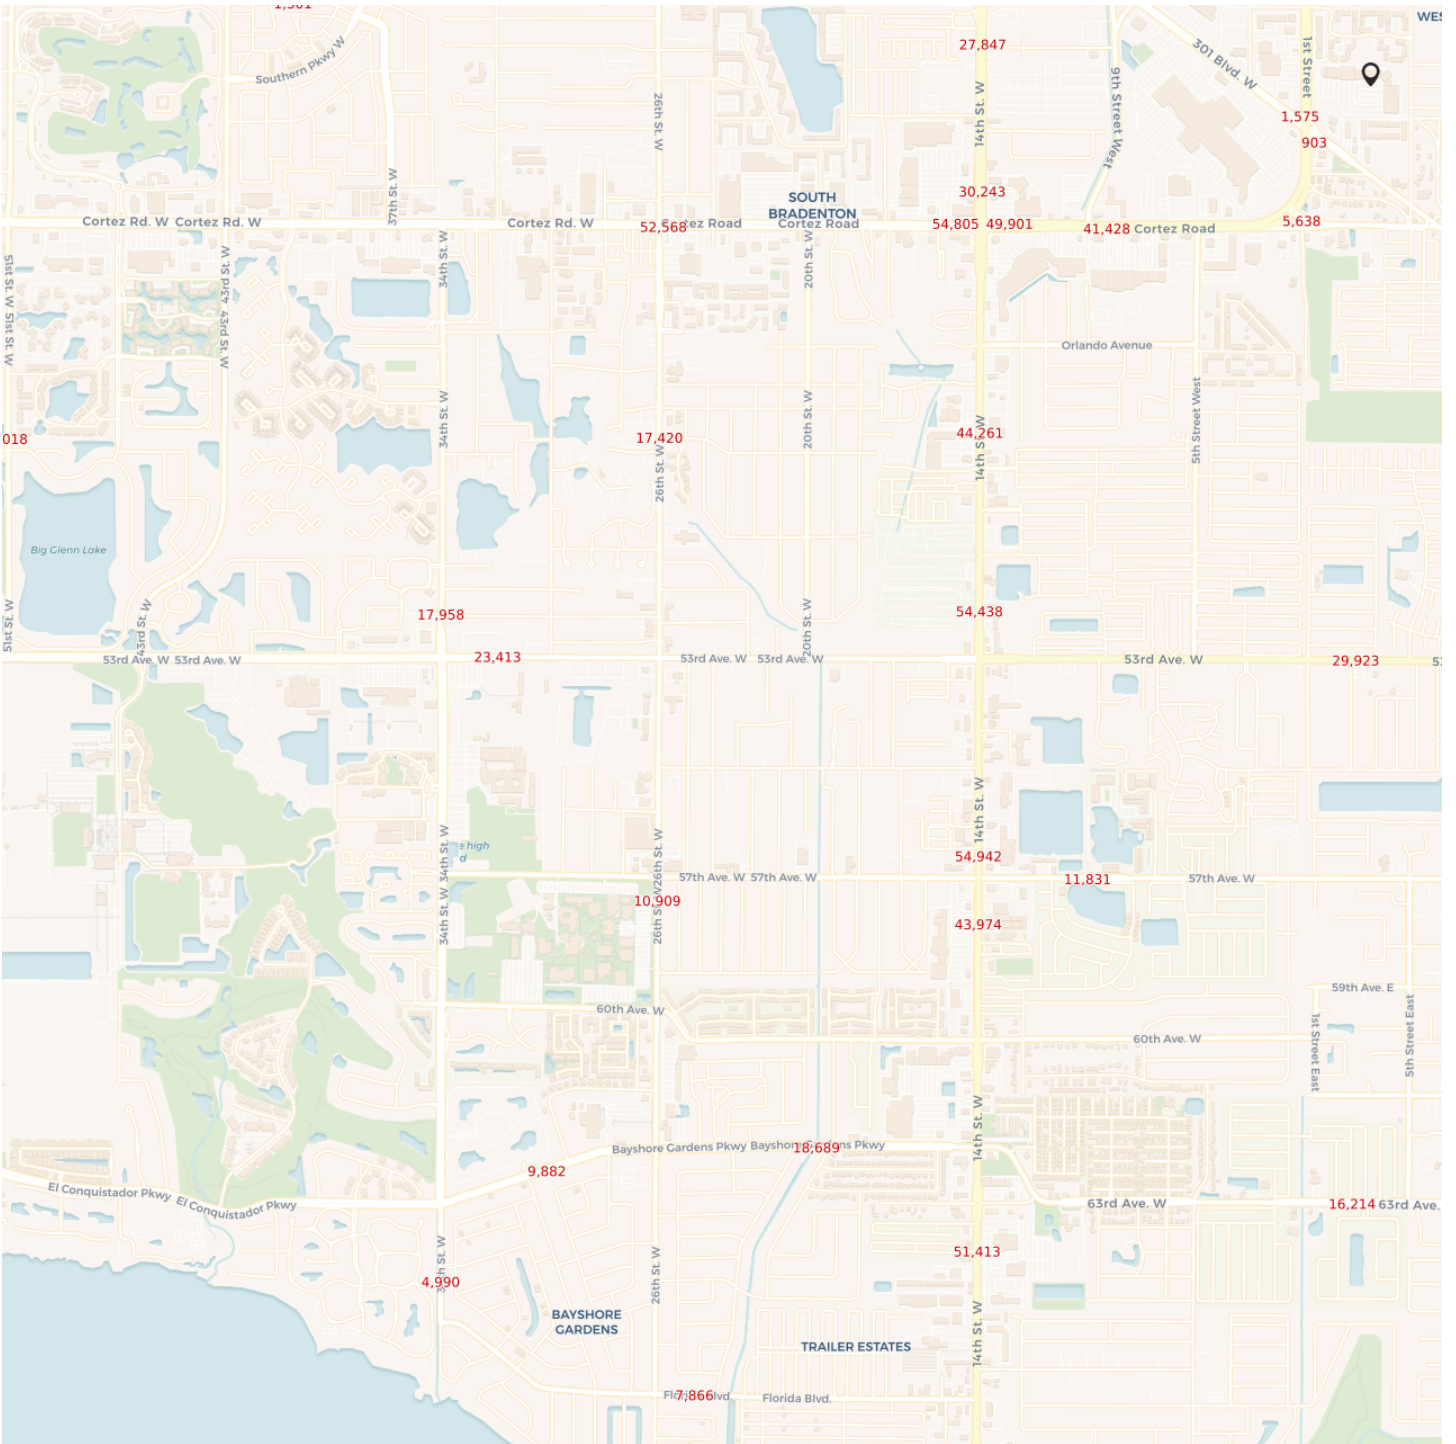 1,501
WES
27,847
Southern Pkwy W
301 Blvd. W
1st Street
9th Street West
14th St. W
26th St. W
1,575
903
37th St. W
30,243
SOUTH
BRADENTON
Cortez Rd. W Cortez Rd. W
Cortez Rd. W
52,568
Cortez Road
54,805 49,901
41,428 Cortez Road
5,638
51st St. W 51st St. W
43rd St. W 43rd St. W
34th St. W
20th St. W
Orlando Avenue
5th Street West
34th St. W
20th St. W
018
17,420
44,261
14th St. W
26th St. W
Big Glenn Lake
51st St. W
43rd St. W
17,958
20th St. W
54,438
53rd Ave. W 53rd Ave. W
23,413
53rd Ave. W 53rd Ave. W
53rd Ave. W
29,923
14th St. W
e high
d
34th St. W 34th St. W
26th St. W 26th St. W
54,942
57th Ave. W 57th Ave. W
11,831
57th Ave. W
10,909
43,974
59th Ave. E
60th Ave. W
60th Ave. W
1st Street East
5th Street East
14th St. W
Bayshore Gardens Pkwy Bayshore Gardens Pkwy
18,689
9,882
El Conquistador Pkwy El Conquistador Pkwy
63rd Ave. W
16,214 63rd Ave.
51,413
34th St. W
4,990
26th St. W
BAYSHORE
GARDENS
TRAILER ESTATES
14th St. W
7,866
Florida Blvd.